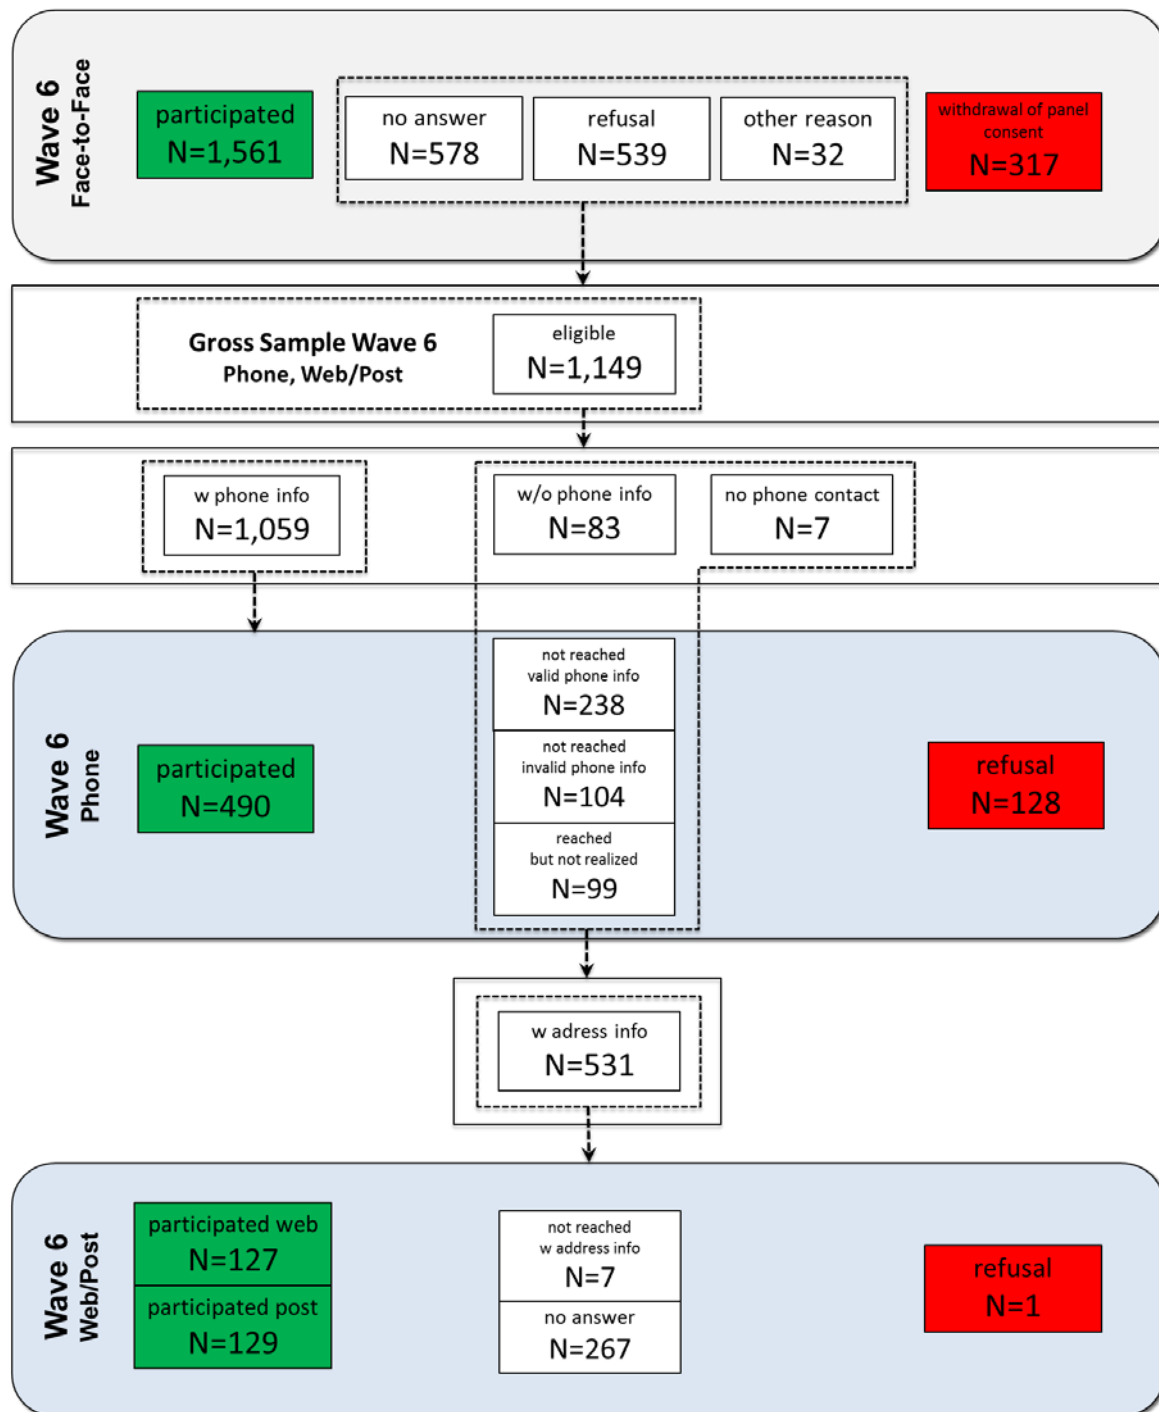 Wave 6
Face-to-Face
participated
N=1,561
no answer
N=578
refusal
N=539
other reason
N=32
withdrawal of panel
consent
N=317
Gross Sample Wave 6
Phone, Web/Post
eligible
N=1,149
w phone info
N=1,059
w/o phone info
N=83
no phone contact
N=7
Wave 6
Phone
participated
N=490
not reached
valid phone info
N=238
not reached
invalid phone info
N=104
reached
but not realized
N=99
refusal
N=128
w adress info
N=531
Wave 6
Web/Post
participated web
N=127
participated post
N=129
not reached
w address info
N=7
no answer
N=267
refusal
N=1